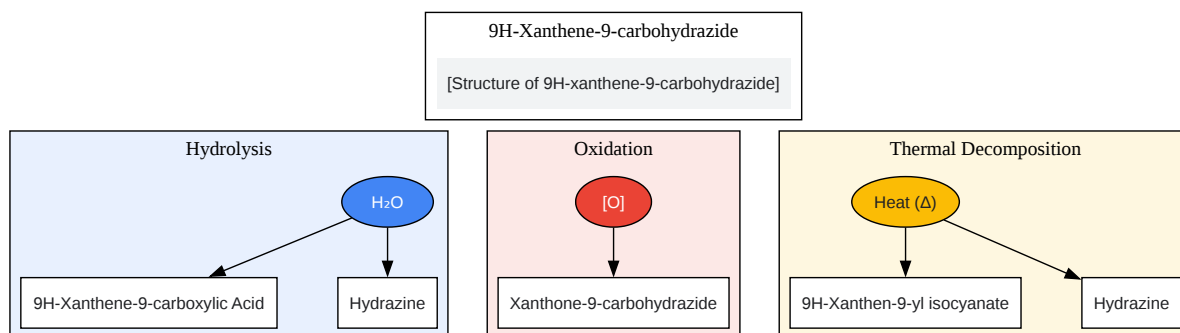 9H-Xanthene-9-carbohydrazide
[Structure of 9H-xanthene-9-carbohydrazide]
Hydrolysis
Oxidation
Thermal Decomposition
H₂O
[O]
Heat (Δ)
9H-Xanthene-9-carboxylic Acid
Hydrazine
Xanthone-9-carbohydrazide
9H-Xanthen-9-yl isocyanate
Hydrazine